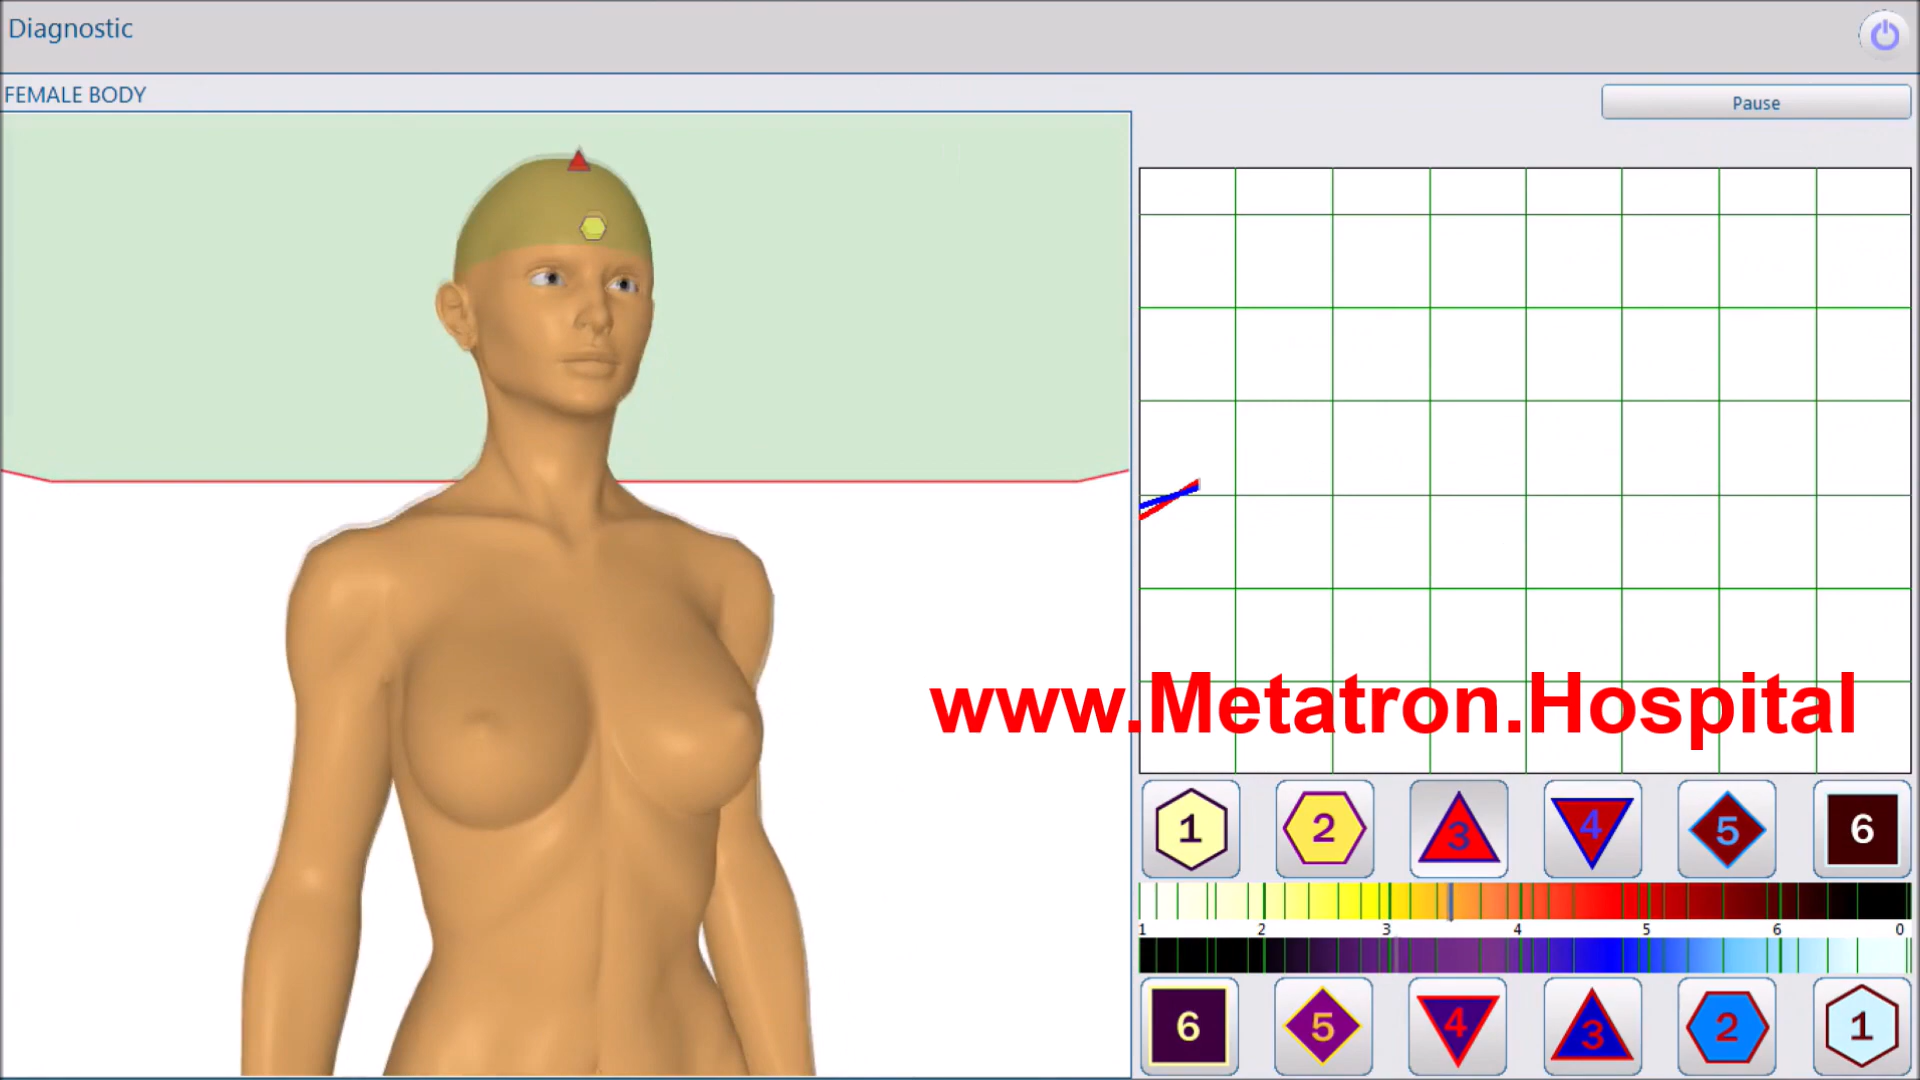 Diagnostic
FEMALE BODY
Pause
www.Metatron.Hospital
1 2 3 4 5 6
1 2 3 4 5 6 0
6 5 4 3 2 1